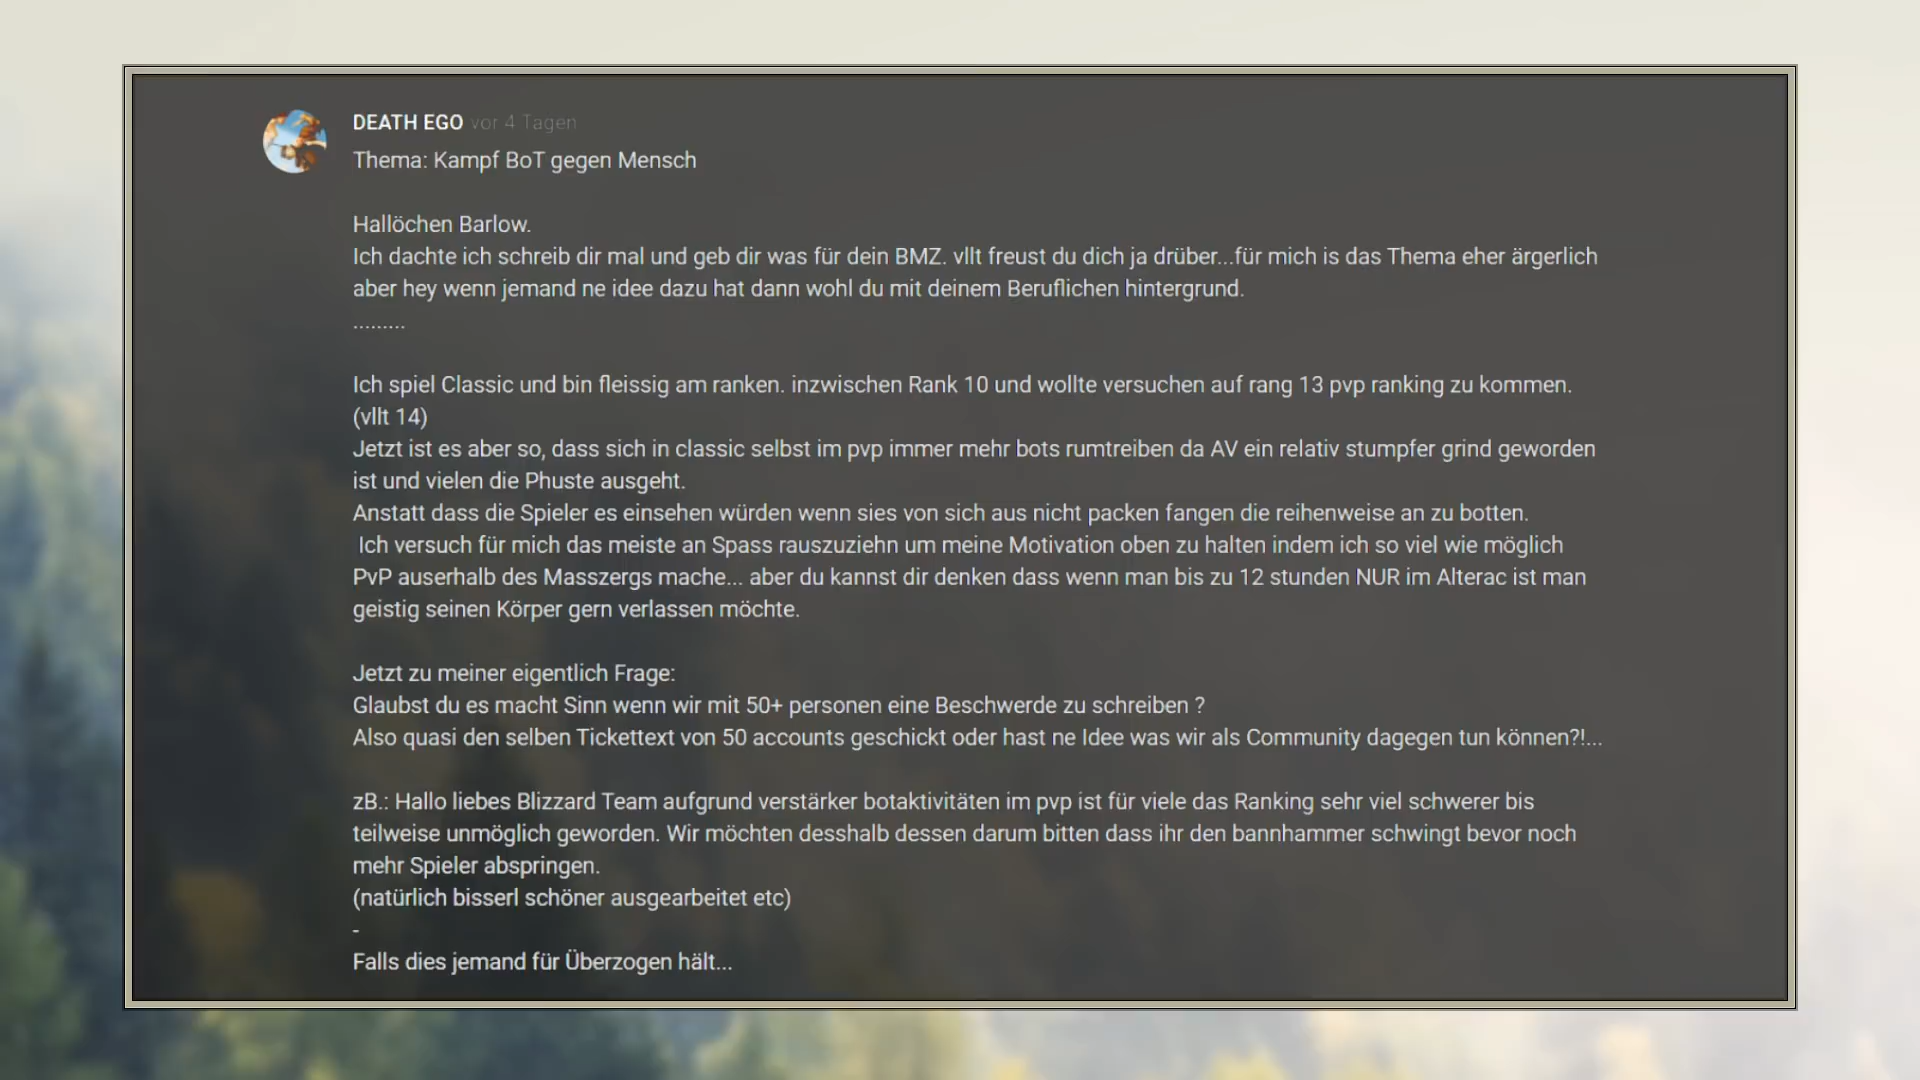 DEATH EGO vor 4 Tagen
Thema: Kampf BoT gegen Mensch
Hallöchen Barlow.
Ich dachte ich schreib dir mal und geb dir was für dein BMZ. vllt freust du dich ja drüber...für mich is das Thema eher ärgerlich
aber hey wenn jemand ne idee dazu hat dann wohl du mit deinem Beruflichen hintergrund.
.........
Ich spiel Classic und bin fleissig am ranken. inzwischen Rank 10 und wollte versuchen auf rang 13 pvp ranking zu kommen.
(vllt 14)
Jetzt ist es aber so, dass sich in classic selbst im pvp immer mehr bots rumtreiben da AV ein relativ stumpfer grind geworden
ist und vielen die Phuste ausgeht.
Anstatt dass die Spieler es einsehen würden wenn sies von sich aus nicht packen fangen die reihenweise an zu botten.
Ich versuch für mich das meiste an Spass rauszuziehn um meine Motivation oben zu halten indem ich so viel wie möglich
PvP auserhalb des Masszergs mache... aber du kannst dir denken dass wenn man bis zu 12 stunden NUR im Alterac ist man
geistig seinen Körper gern verlassen möchte.
Jetzt zu meiner eigentlich Frage:
Glaubst du es macht Sinn wenn wir mit 50+ personen eine Beschwerde zu schreiben ?
Also quasi den selben Tickettext von 50 accounts geschickt oder hast ne Idee was wir als Community dagegen tun können?!...
zB.: Hallo liebes Blizzard Team aufgrund verstärker botaktivitäten im pvp ist für viele das Ranking sehr viel schwerer bis
teilweise unmöglich geworden. Wir möchten desshalb dessen darum bitten dass ihr den bannhammer schwingt bevor noch
mehr Spieler abspringen.
(natürlich bisserl schöner ausgearbeitet etc)
-
Falls dies jemand für Überzogen hält...